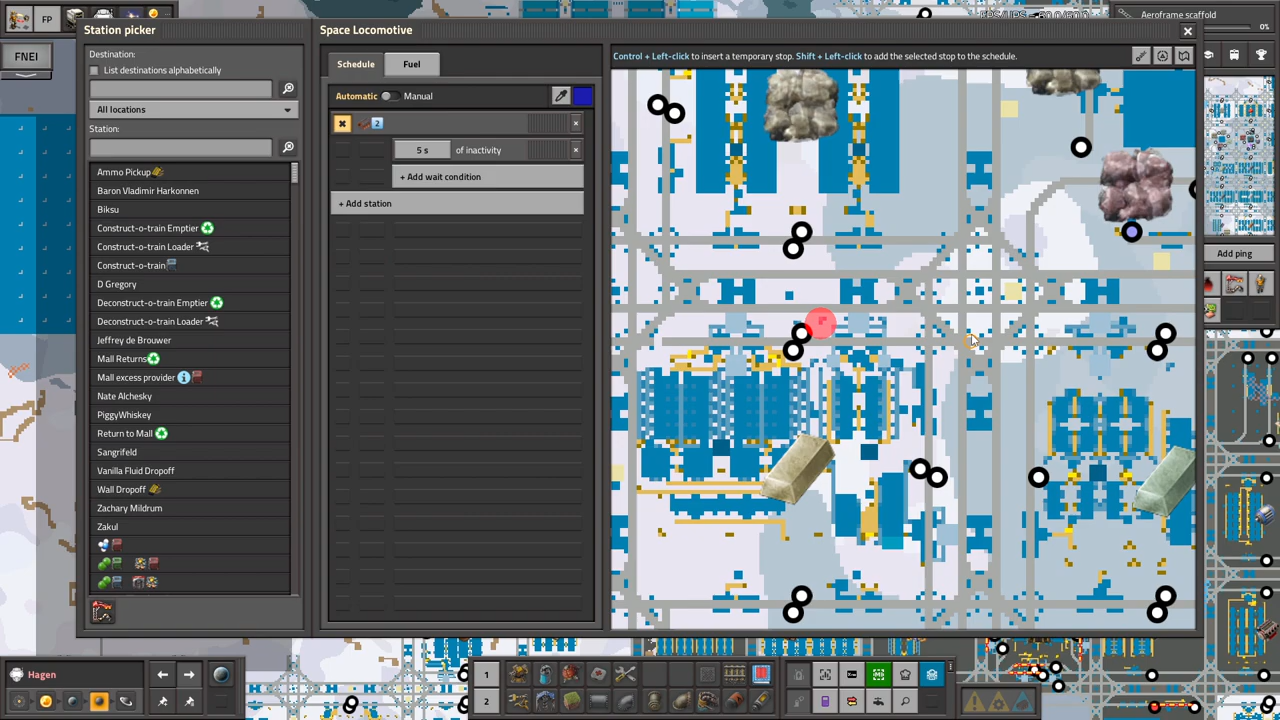 FP
FNEI
Station picker
Destination:
List destinations alphabetically
All locations
Station:
Ammo Pickup
Baron Vladimir Harkonnen
Biksu
Construct-o-train Emptier
Construct-o-train Loader
Construct-o-train
D Gregory
Deconstruct-o-train Emptier
Deconstruct-o-train Loader
Jeffrey de Brouwer
Mall Returns
Mall excess provider
Nate Alchesky
PiggyWhiskey
Return to Mall
Sangrifeld
Vanilla Fluid Dropoff
Wall Dropoff
Zachary Mildrum
Zakul
Space Locomotive
Schedule
Fuel
Automatic
Manual
2
5 s
of inactivity
+ Add wait condition
+ Add station
Control + Left-click to insert a temporary stop. Shift + Left-click to add the selected stop to the schedule.
Aeroframe scaffold
0%
Add ping
Hagen
1